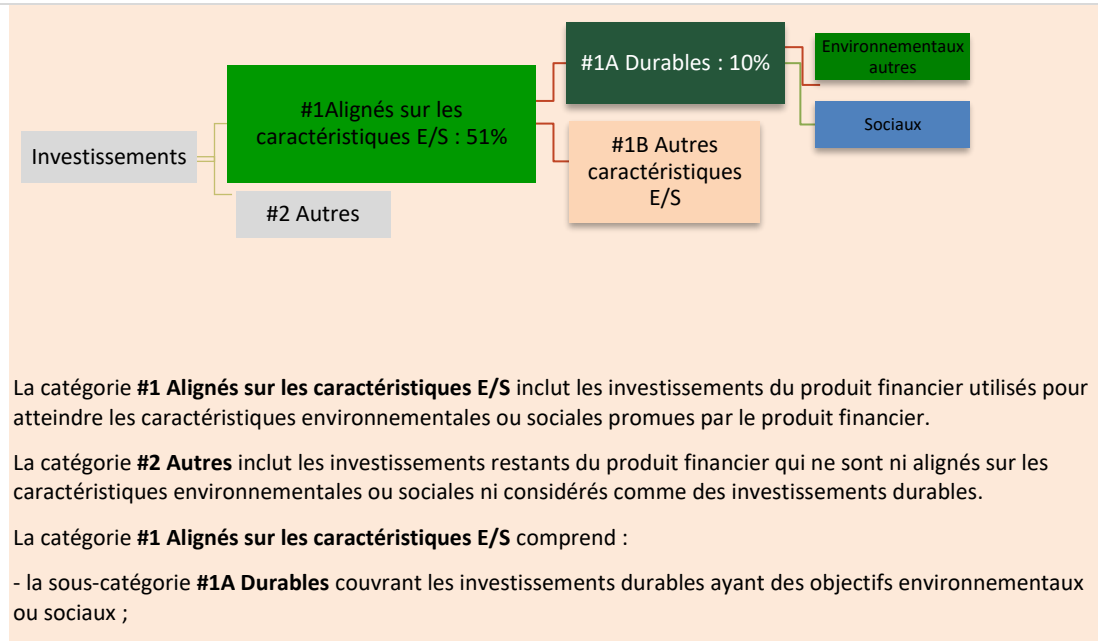 Environnementaux
autres
#1A Durables : 10%
#1Alignés sur les
caractéristiques E/S : 51%
Sociaux
Investissements
#1B Autres
caractéristiques
E/S
#2 Autres
La catégorie #1 Alignés sur les caractéristiques E/S inclut les investissements du produit financier utilisés pour
atteindre les caractéristiques environnementales ou sociales promues par le produit financier.
La catégorie #2 Autres inclut les investissements restants du produit financier qui ne sont ni alignés sur les
caractéristiques environnementales ou sociales ni considérés comme des investissements durables.
La catégorie #1 Alignés sur les caractéristiques E/S comprend :
- la sous-catégorie #1A Durables couvrant les investissements durables ayant des objectifs environnementaux
ou sociaux ;